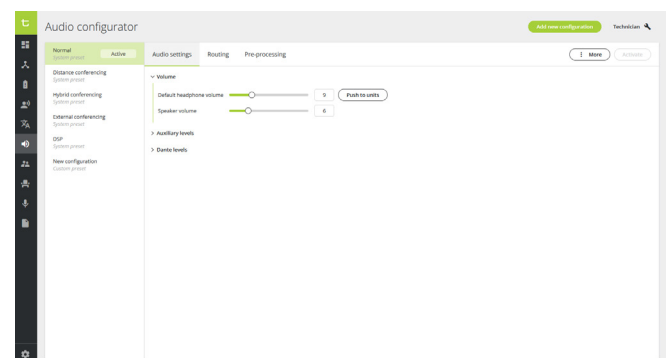 Audio configurator
Add new configuration
Technician
Normal
System preset
Active
Distance conferencing
System preset
Hybrid conferencing
System preset
External conferencing
System preset
DSP
System preset
New configuration
Custom preset
Audio settings
Routing
Pre-processing
More
Activate
Volume
Default headphone volume
9
Push to units
Speaker volume
6
Auxiliary levels
Dante levels